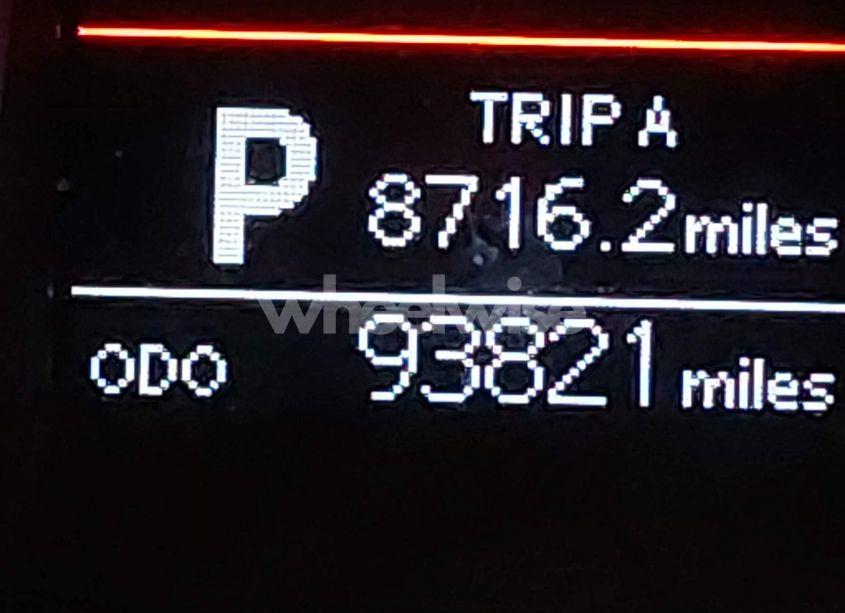 TRIP A
P 8716.2 miles
Wheelwise
ODO 93821 miles